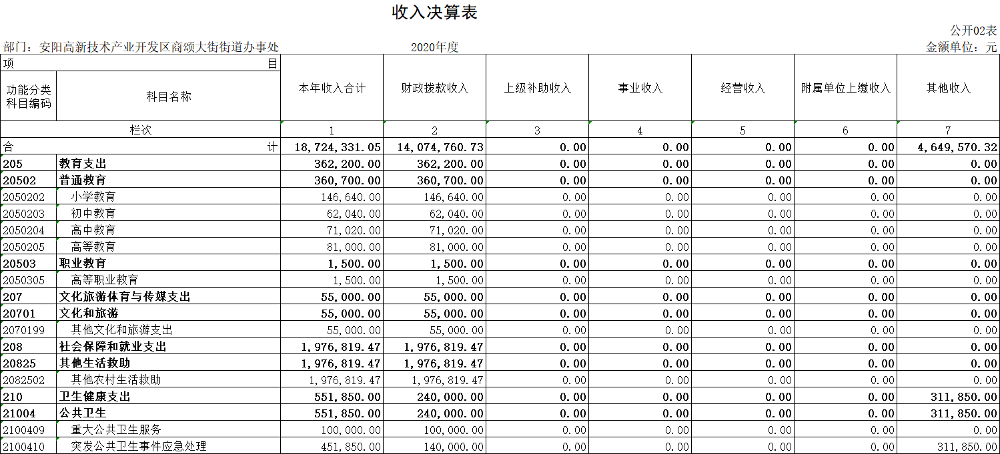 收入决算表
公开02表
部门：安阳高新技术产业开发区商颂大街街道办事处 2020年度 金额单位：元
项 目
功能分类科目编码 科目名称 本年收入合计 财政拨款收入 上级补助收入 事业收入 经营收入 附属单位上缴收入 其他收入
栏次 1 2 3 4 5 6 7
合 计 18,724,331.05 14,074,760.73 0.00 0.00 0.00 0.00 4,649,570.32
205 教育支出 362,200.00 362,200.00 0.00 0.00 0.00 0.00 0.00
20502 普通教育 360,700.00 360,700.00 0.00 0.00 0.00 0.00 0.00
2050202 小学教育 146,640.00 146,640.00 0.00 0.00 0.00 0.00 0.00
2050203 初中教育 62,040.00 62,040.00 0.00 0.00 0.00 0.00 0.00
2050204 高中教育 71,020.00 71,020.00 0.00 0.00 0.00 0.00 0.00
2050205 高等教育 81,000.00 81,000.00 0.00 0.00 0.00 0.00 0.00
20503 职业教育 1,500.00 1,500.00 0.00 0.00 0.00 0.00 0.00
2050305 高等职业教育 1,500.00 1,500.00 0.00 0.00 0.00 0.00 0.00
207 文化旅游体育与传媒支出 55,000.00 55,000.00 0.00 0.00 0.00 0.00 0.00
20701 文化和旅游 55,000.00 55,000.00 0.00 0.00 0.00 0.00 0.00
2070199 其他文化和旅游支出 55,000.00 55,000.00 0.00 0.00 0.00 0.00 0.00
208 社会保障和就业支出 1,976,819.47 1,976,819.47 0.00 0.00 0.00 0.00 0.00
20825 其他生活救助 1,976,819.47 1,976,819.47 0.00 0.00 0.00 0.00 0.00
2082502 其他农村生活救助 1,976,819.47 1,976,819.47 0.00 0.00 0.00 0.00 0.00
210 卫生健康支出 551,850.00 240,000.00 0.00 0.00 0.00 0.00 311,850.00
21004 公共卫生 551,850.00 240,000.00 0.00 0.00 0.00 0.00 311,850.00
2100409 重大公共卫生服务 100,000.00 100,000.00 0.00 0.00 0.00 0.00 0.00
2100410 突发公共卫生事件应急处理 451,850.00 140,000.00 0.00 0.00 0.00 0.00 311,850.00